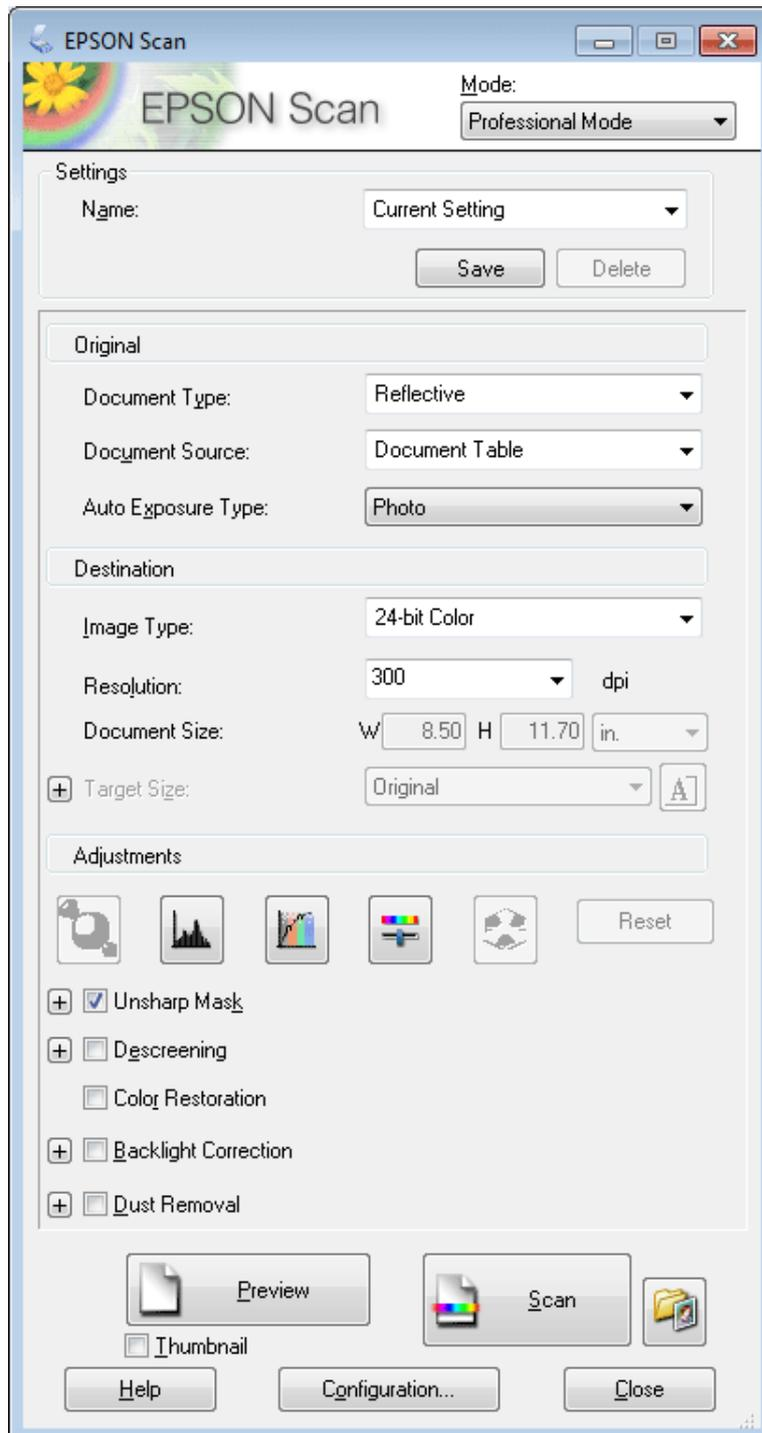 EPSON Scan
EPSON Scan
Mode:
Professional Mode
Settings
Name:
Current Setting
Save
Delete
Original
Document Type:
Reflective
Document Source:
Document Table
Auto Exposure Type:
Photo
Destination
Image Type:
24-bit Color
Resolution:
300
dpi
Document Size:
W 8.50 H 11.70 in.
Target Size:
Original
A
Adjustments
Reset
Unsharp Mask
Descreening
Color Restoration
Backlight Correction
Dust Removal
Preview
Scan
Thumbnail
Help
Configuration...
Close